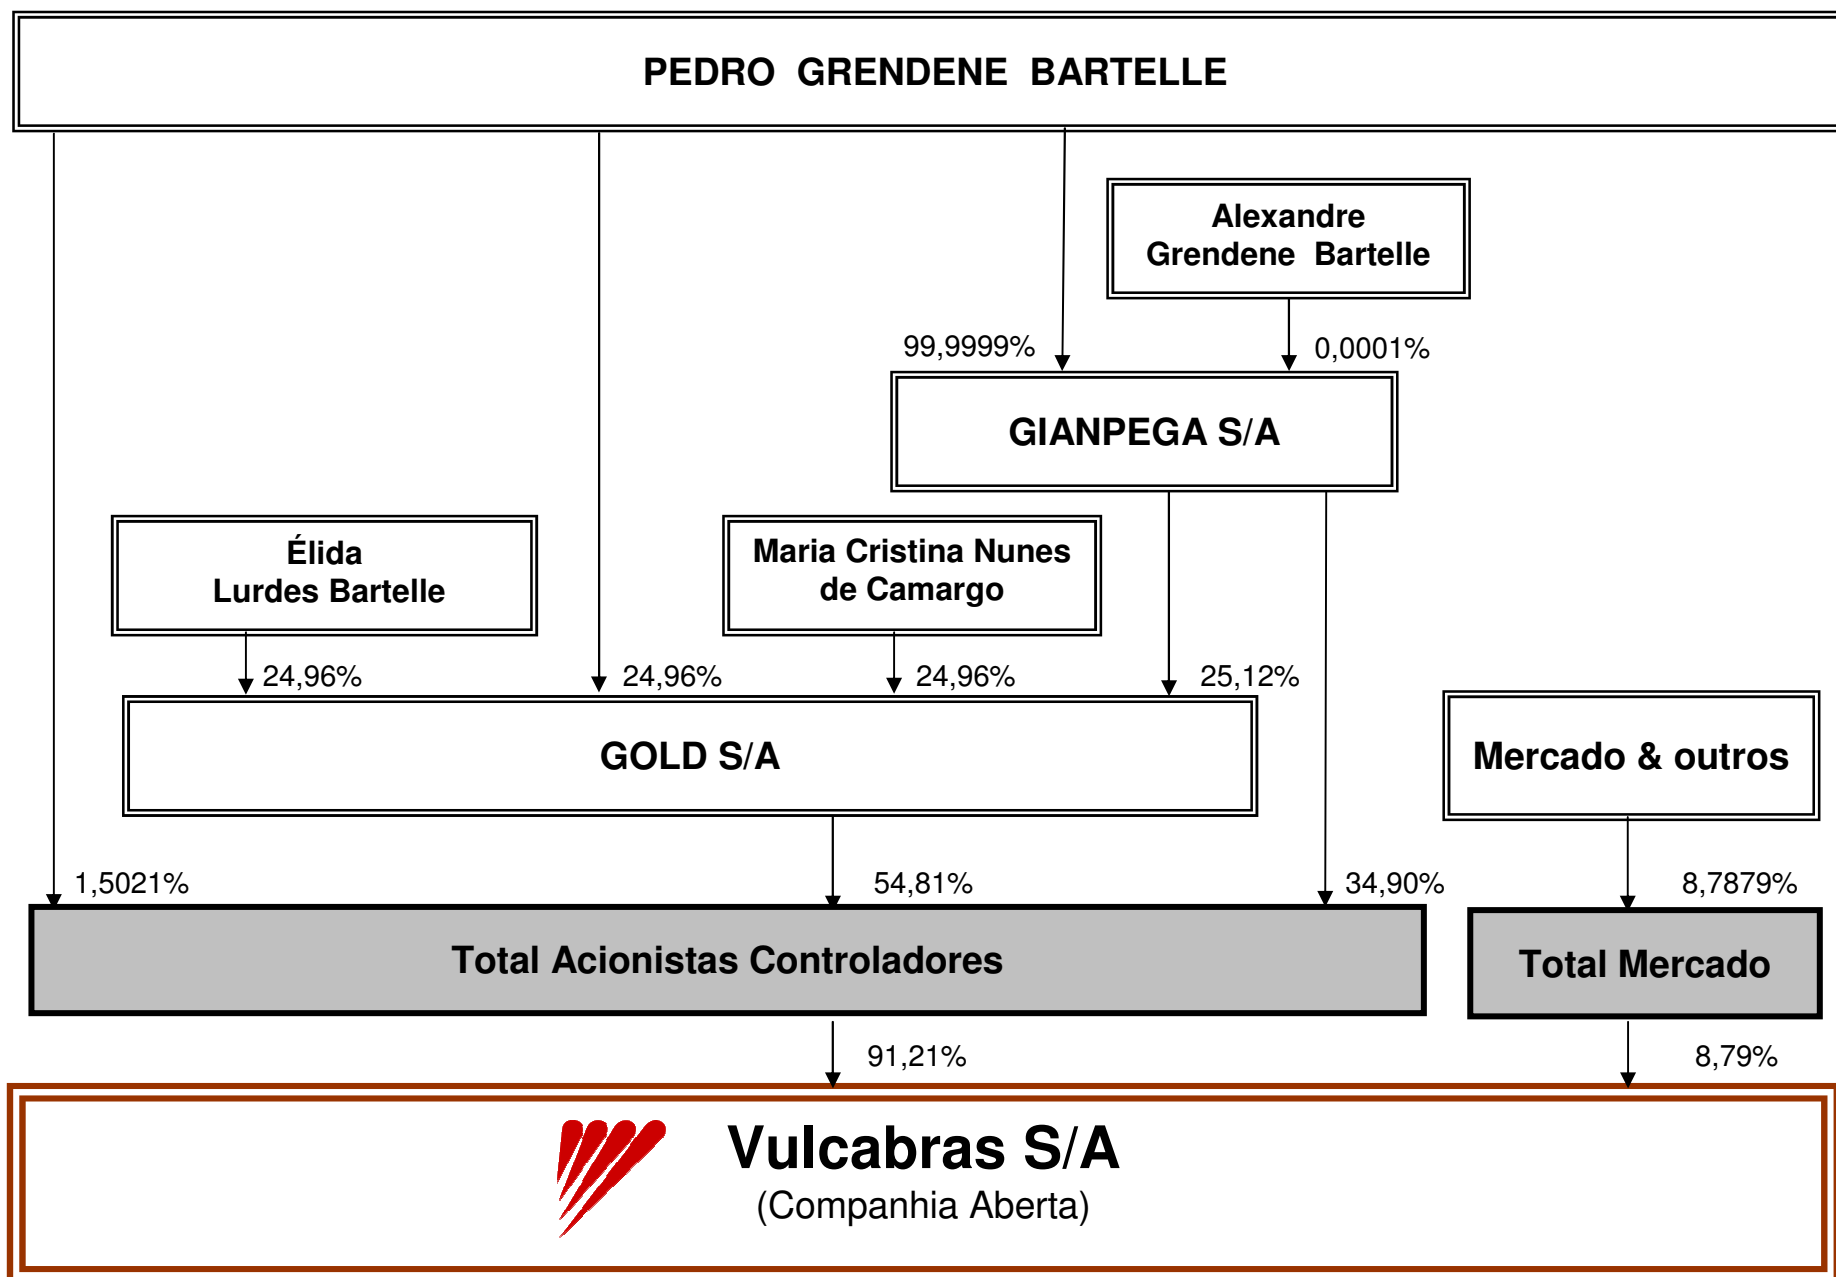 PEDRO GRENDENE BARTELLE
Alexandre
Grendene Bartelle
99,9999%
0,0001%
GIANPEGA S/A
Élida
Lurdes Bartelle
Maria Cristina Nunes
de Camargo
24,96%
24,96%
24,96%
25,12%
GOLD S/A
Mercado & outros
1,5021%
54,81%
34,90%
8,7879%
Total Acionistas Controladores
Total Mercado
91,21%
8,79%
Vulcabras S/A
(Companhia Aberta)